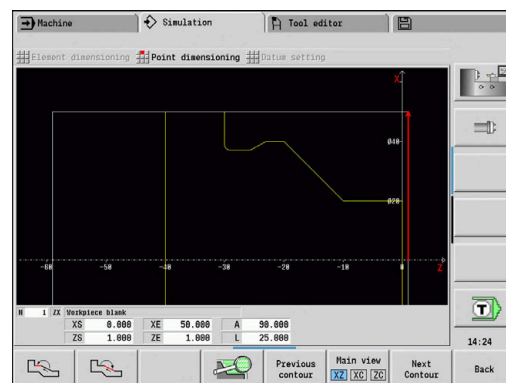 Machine
Simulation
Tool editor
Element dimensioning
Point dimensioning
Datum setting
X
Ø40
Ø20
-60 -50 -40 -30 -20 -10 0 Z
N 1 ZX Workpiece blank
XS 0.000 XE 50.000 A 90.000
ZS 1.000 ZE 1.000 L 25.000
T
14:24
Previous contour
Main view
XZ XC ZC
Next Contour
Back